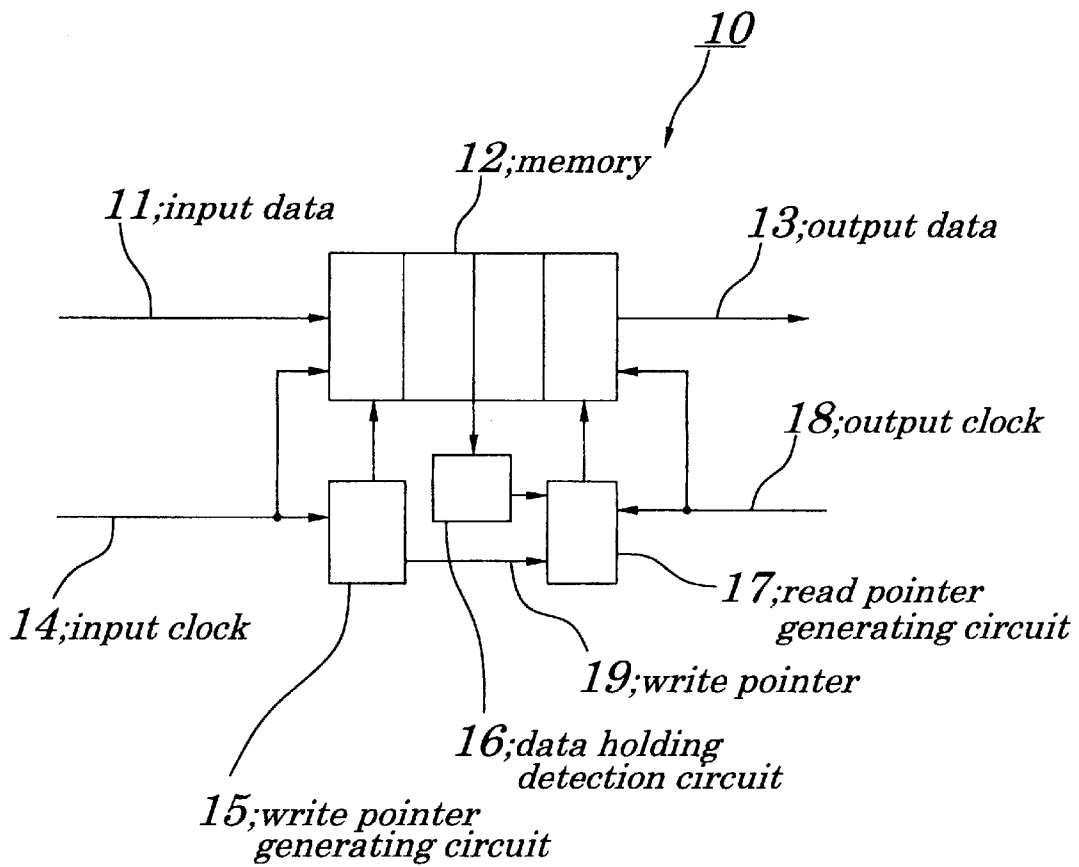 10
12;memory
11;input data
13;output data
18;output clock
14;input clock
17;read pointer
generating circuit
19;write pointer
16;data holding
detection circuit
15;write pointer
generating circuit